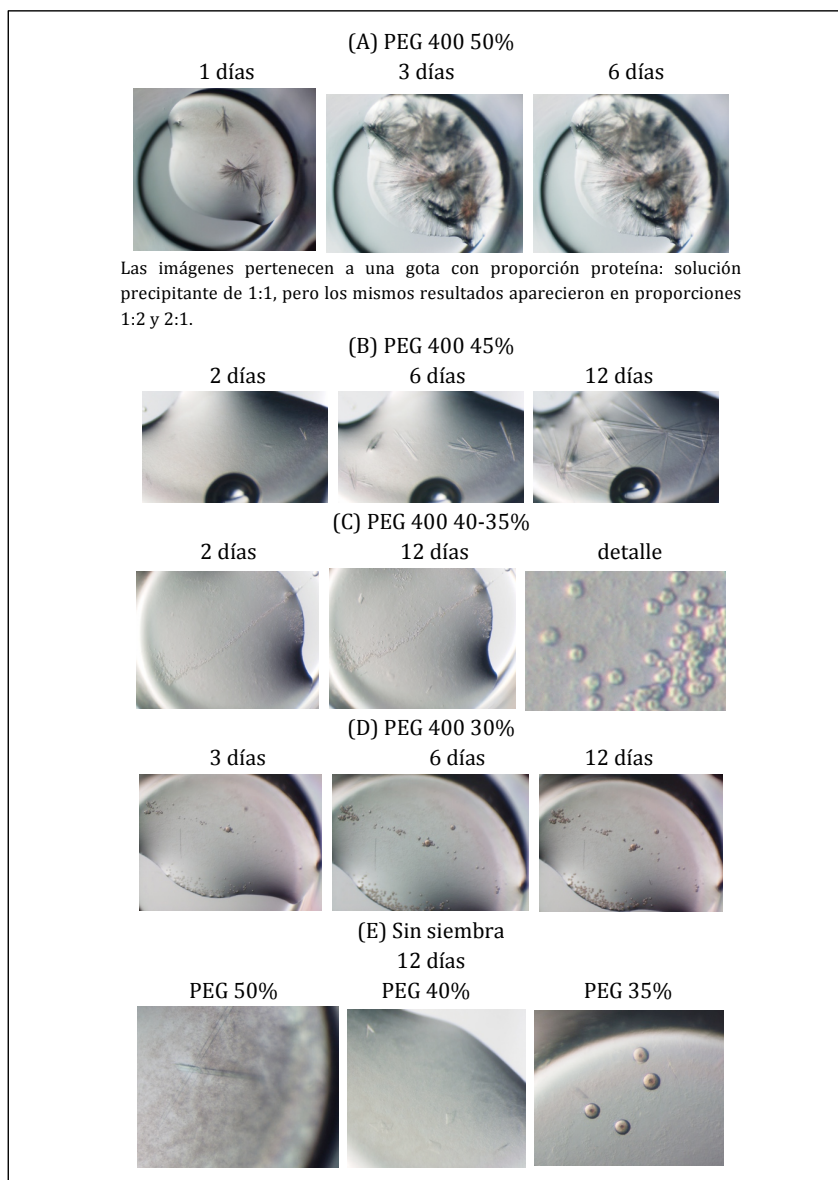 (A) PEG 400 50%
1 días 3 días 6 días
Las imágenes pertenecen a una gota con proporción proteína: solución
precipitante de 1:1, pero los mismos resultados aparecieron en proporciones
1:2 y 2:1.
(B) PEG 400 45%
2 días 6 días 12 días
(C) PEG 400 40-35%
2 días 12 días detalle
(D) PEG 400 30%
3 días 6 días 12 días
(E) Sin siembra
12 días
PEG 50% PEG 40% PEG 35%